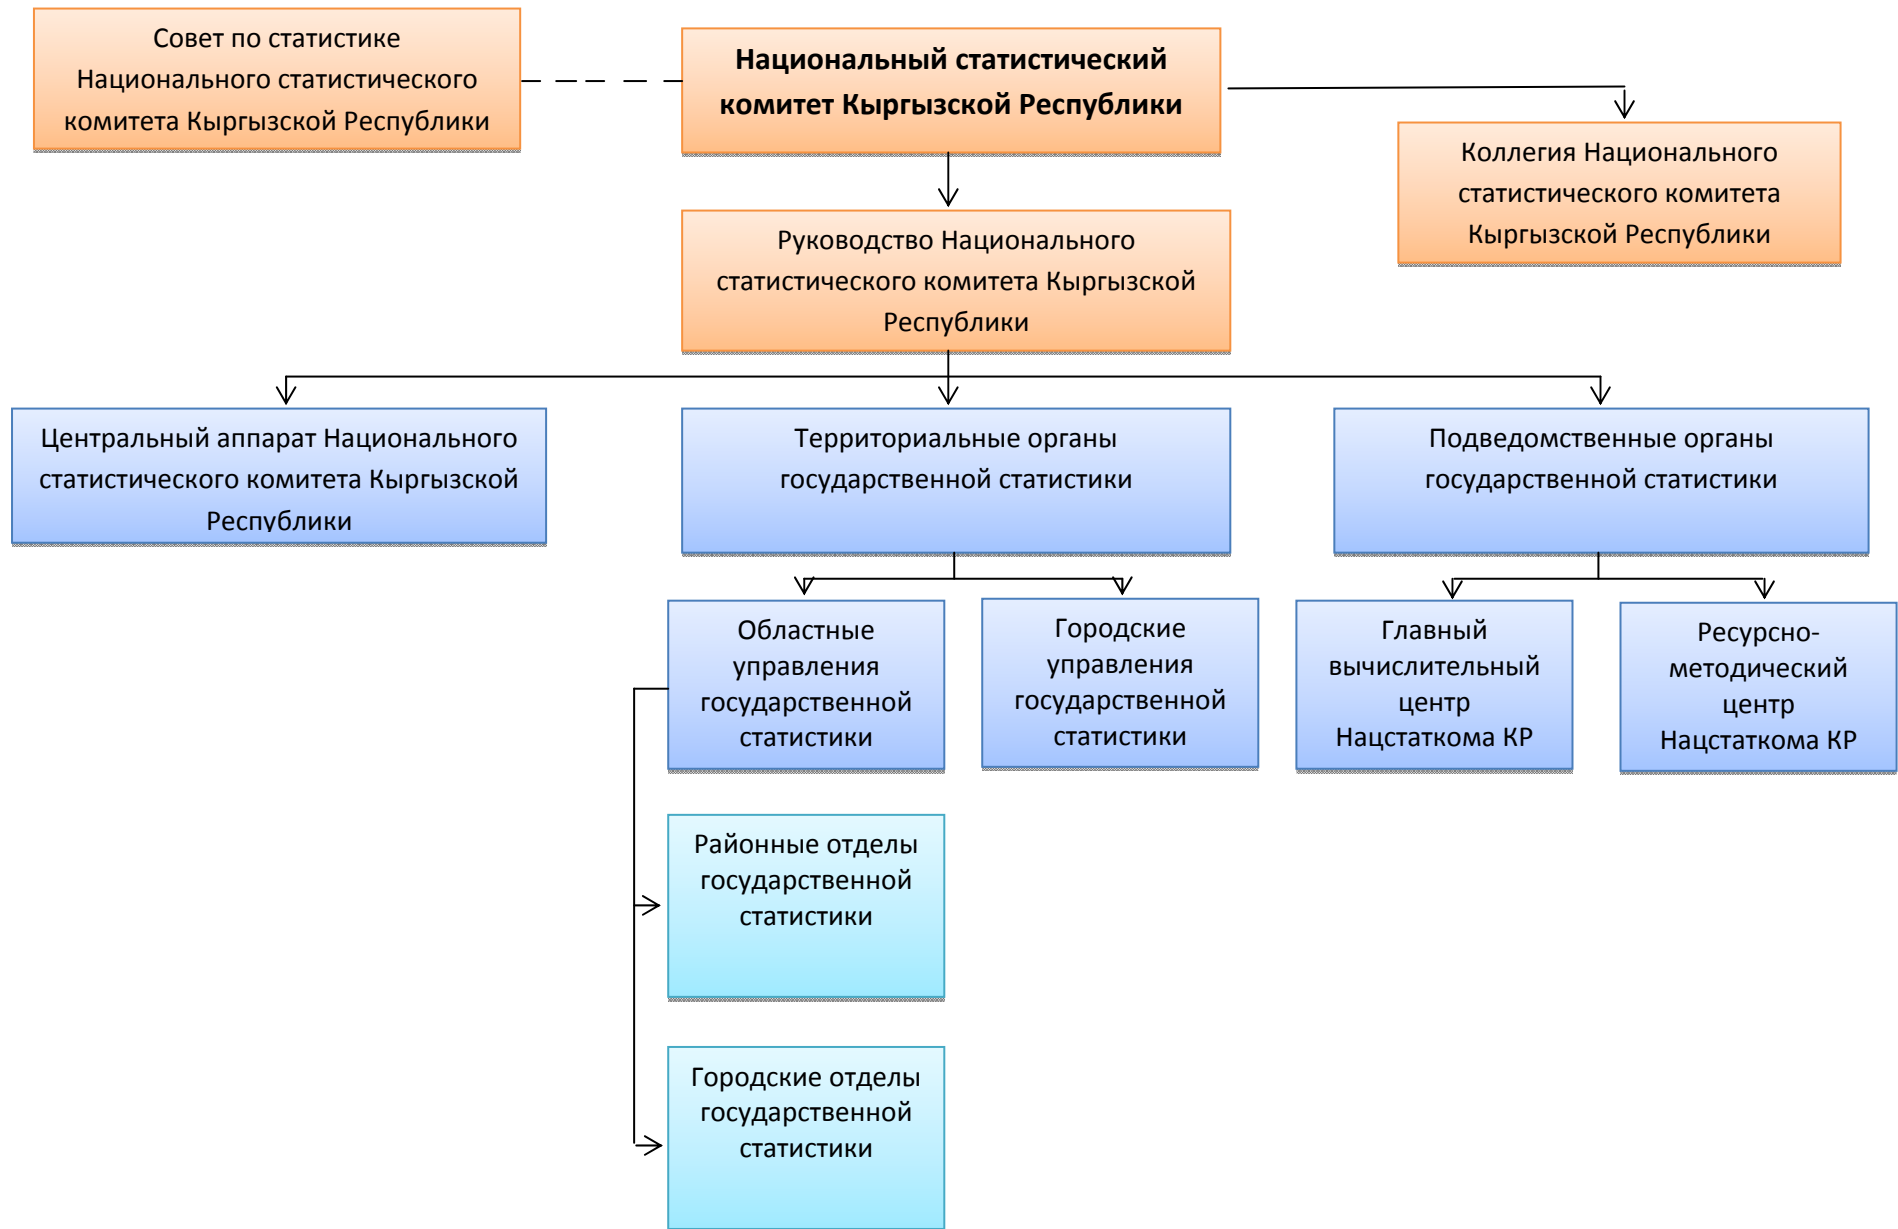 Совет по статистике
Национального статистического
комитета Кыргызской Республики
Национальный статистический
комитет Кыргызской Республики
Коллегия Национального
статистического комитета
Кыргызской Республики
Руководство Национального
статистического комитета Кыргызской
Республики
Центральный аппарат Национального
статистического комитета Кыргызской
Республики
Территориальные органы
государственной статистики
Подведомственные органы
государственной статистики
Областные
управления
государственной
статистики
Городские
управления
государственной
статистики
Главный
вычислительный
центр
Нацстаткома КР
Ресурсно-
методический
центр
Нацстаткома КР
Районные отделы
государственной
статистики
Городские отделы
государственной
статистики